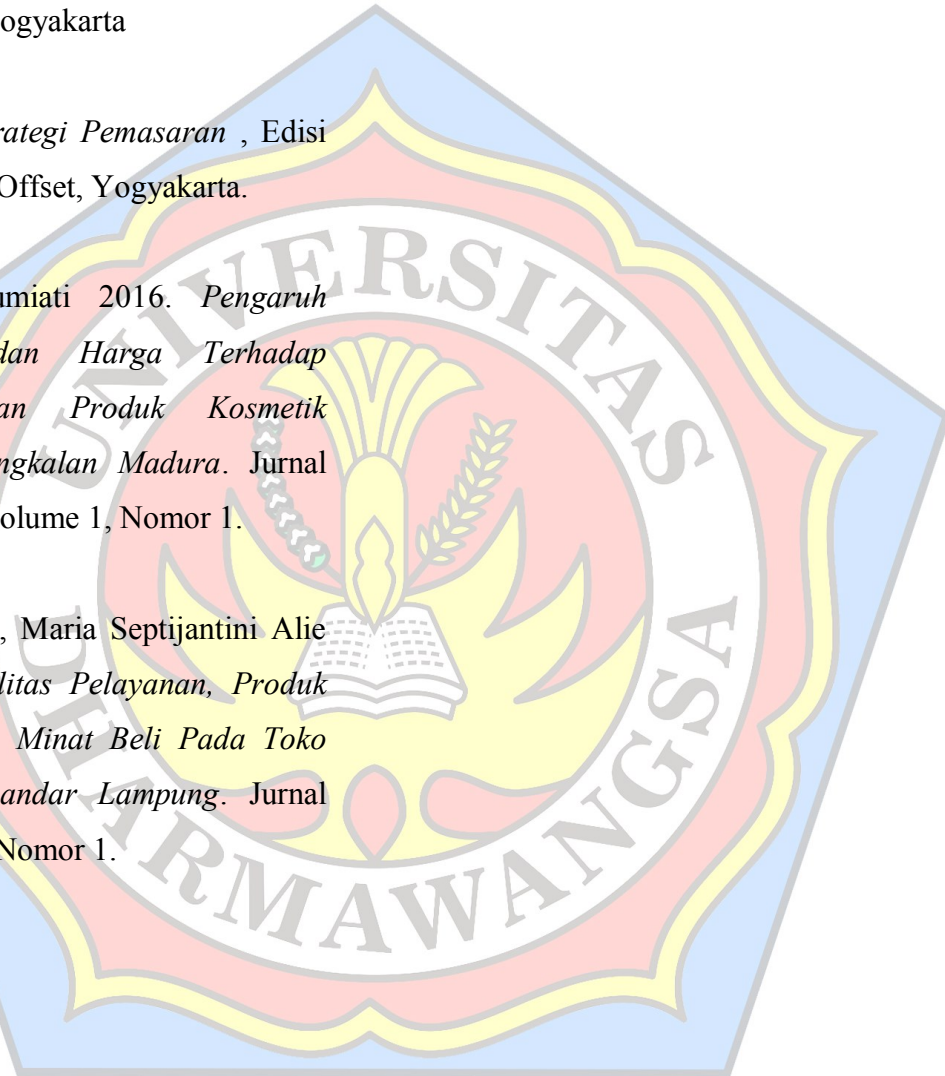 ogyakarta
rategi Pemasaran , Edisi
Offset, Yogyakarta.
umiati 2016. Pengaruh
dan Harga Terhadap
an Produk Kosmetik
ngkalan Madura. Jurnal
olume 1, Nomor 1.
, Maria Septijantini Alie
litas Pelayanan, Produk
Minat Beli Pada Toko
andar Lampung. Jurnal
Nomor 1.
UNIVERSITAS
DHARMAWANGSA